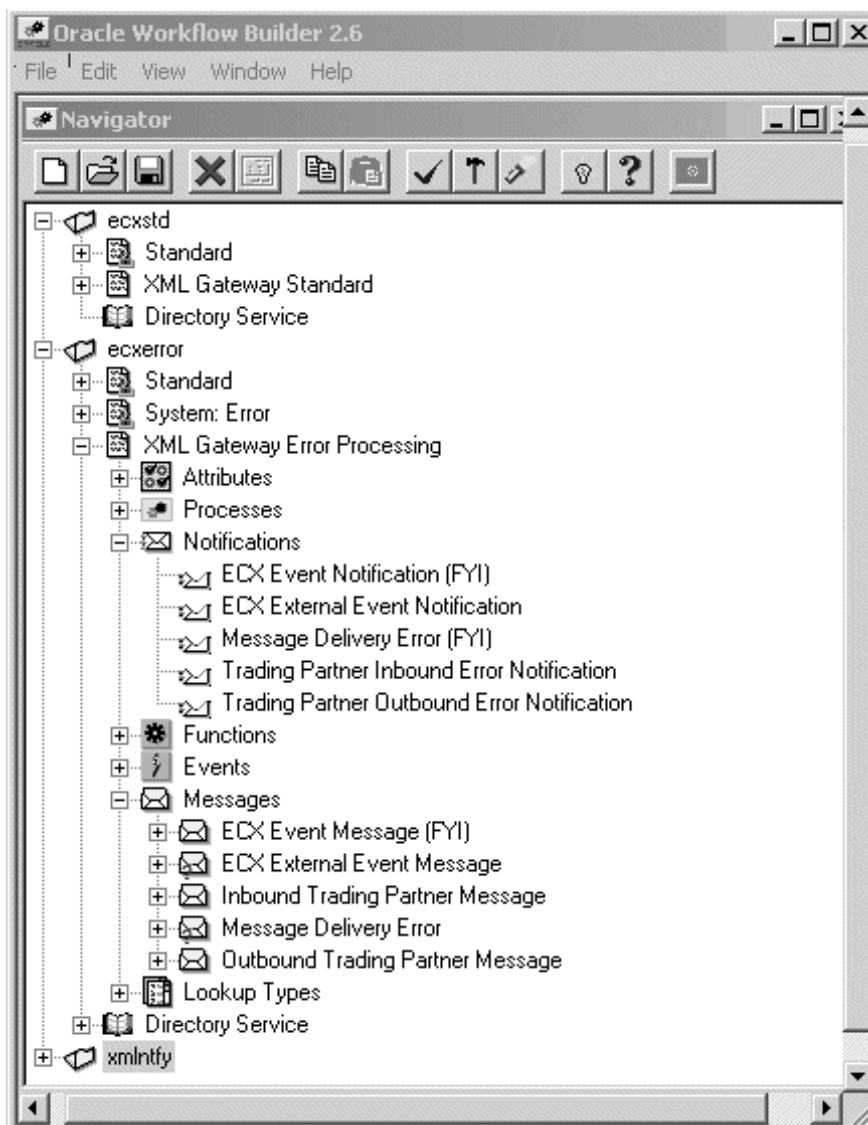 Oracle Workflow Builder 2.6
File Edit View Window Help
Navigator
ecxstd
Standard
XML Gateway Standard
Directory Service
ecxerror
Standard
System: Error
XML Gateway Error Processing
Attributes
Processes
Notifications
ECX Event Notification (FYI)
ECX External Event Notification
Message Delivery Error (FYI)
Trading Partner Inbound Error Notification
Trading Partner Outbound Error Notification
Functions
Events
Messages
ECX Event Message (FYI)
ECX External Event Message
Inbound Trading Partner Message
Message Delivery Error
Outbound Trading Partner Message
Lookup Types
Directory Service
xmlntfy